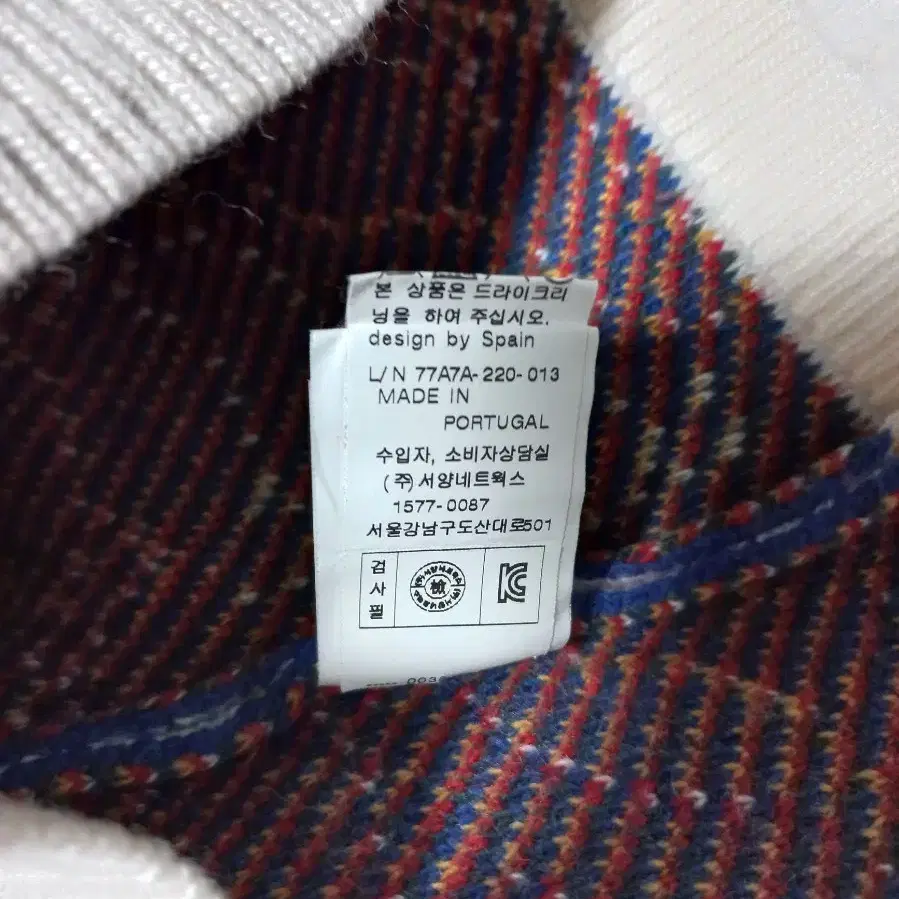 본 상품은 드라이크리
닝을 하여 주십시오.
design by Spain
L/N 77A7A-220-013
MADE IN
PORTUGAL
수입자, 소비자상담실
(주)서양네트웍스
1577-0087
서울강남구도산대로501
검
사
필
檢